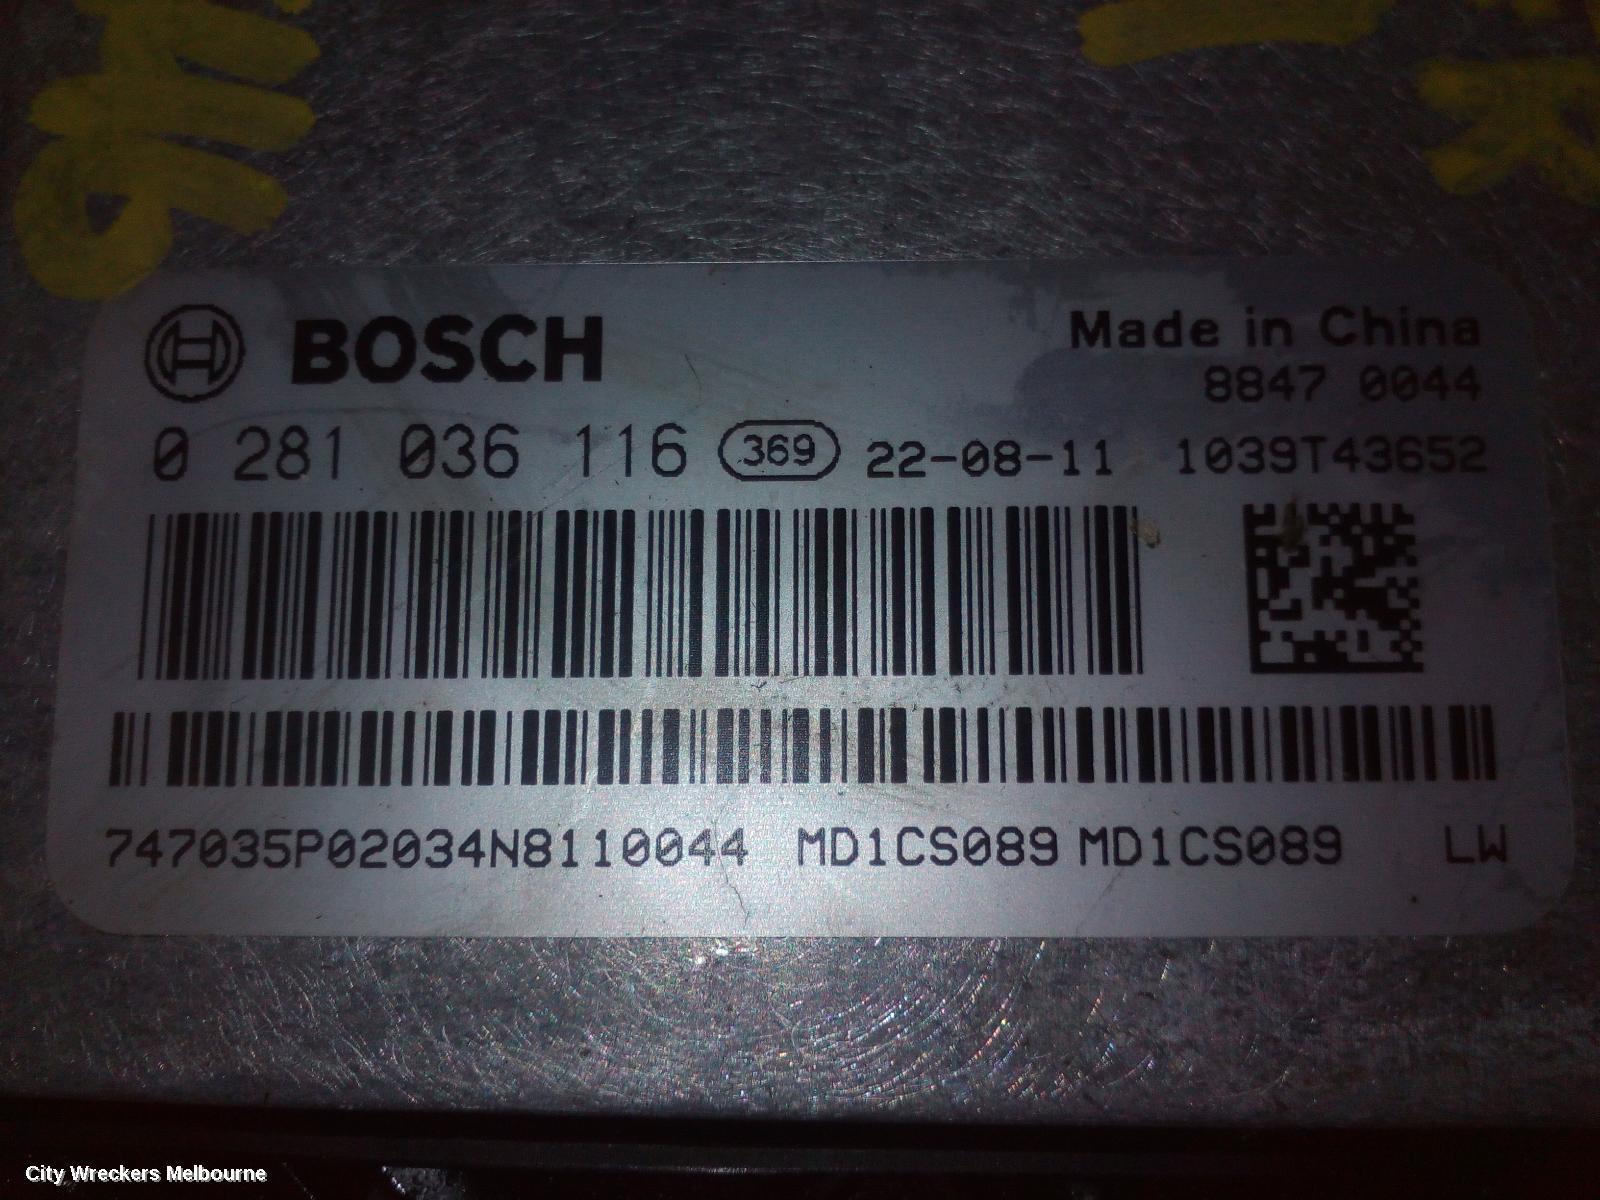 BOSCH
Made in China
8847 0044
0 281 036 116 369 22-08-11 1039T43652
747035P02034N8110044 MD1CS089 MD1CS089 LW
City Wreckers Melbourne